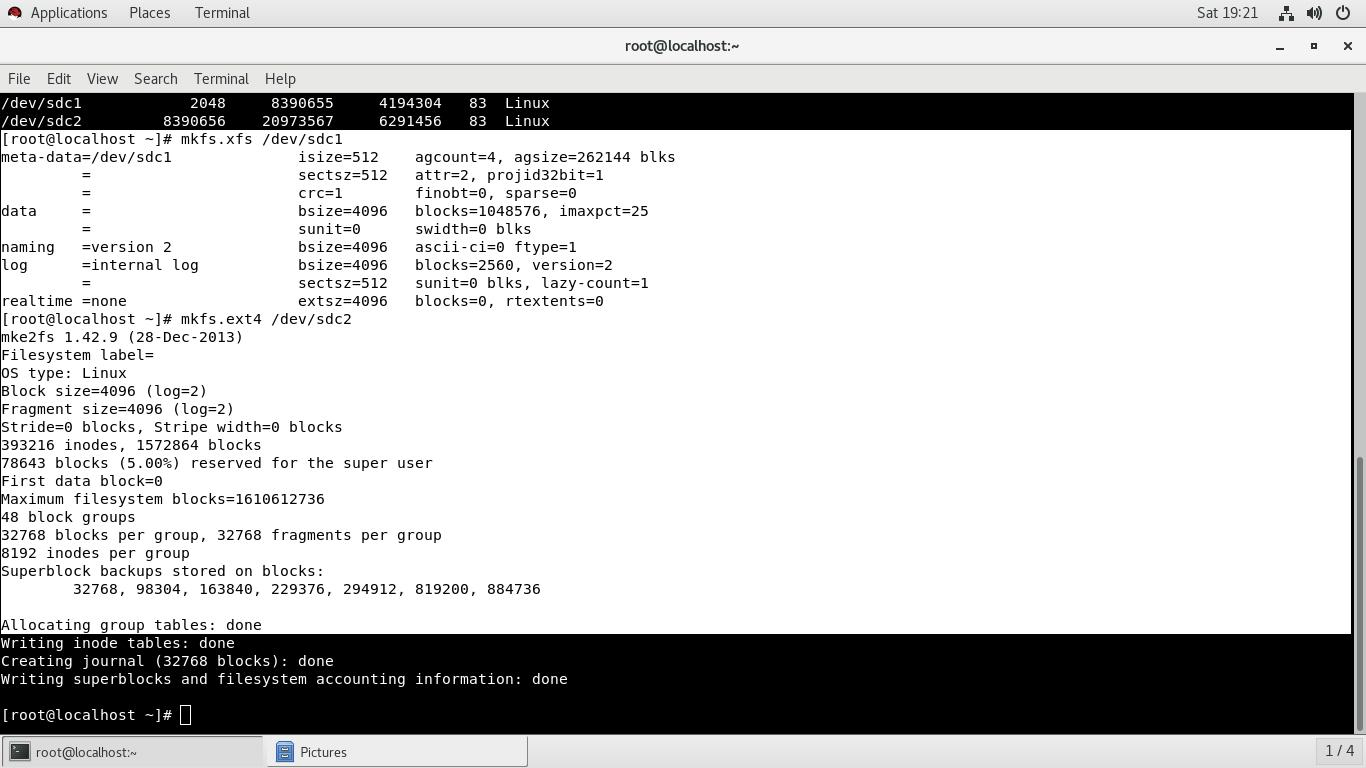 Applications Places Terminal Sat 19:21
root@localhost:~
File Edit View Search Terminal Help
/dev/sdc1            2048     8390655     4194304   83  Linux
/dev/sdc2         8390656    20973567     6291456   83  Linux
[root@localhost ~]# mkfs.xfs /dev/sdc1
meta-data=/dev/sdc1              isize=512    agcount=4, agsize=262144 blks
         =                       sectsz=512   attr=2, projid32bit=1
         =                       crc=1        finobt=0, sparse=0
data     =                       bsize=4096   blocks=1048576, imaxpct=25
         =                       sunit=0      swidth=0 blks
naming   =version 2              bsize=4096   ascii-ci=0 ftype=1
log      =internal log           bsize=4096   blocks=2560, version=2
         =                       sectsz=512   sunit=0 blks, lazy-count=1
realtime =none                   extsz=4096   blocks=0, rtextents=0
[root@localhost ~]# mkfs.ext4 /dev/sdc2
mke2fs 1.42.9 (28-Dec-2013)
Filesystem label=
OS type: Linux
Block size=4096 (log=2)
Fragment size=4096 (log=2)
Stride=0 blocks, Stripe width=0 blocks
393216 inodes, 1572864 blocks
78643 blocks (5.00%) reserved for the super user
First data block=0
Maximum filesystem blocks=1610612736
48 block groups
32768 blocks per group, 32768 fragments per group
8192 inodes per group
Superblock backups stored on blocks:
        32768, 98304, 163840, 229376, 294912, 819200, 884736

Allocating group tables: done
Writing inode tables: done
Creating journal (32768 blocks): done
Writing superblocks and filesystem accounting information: done

[root@localhost ~]#
root@localhost:~ Pictures 1 / 4